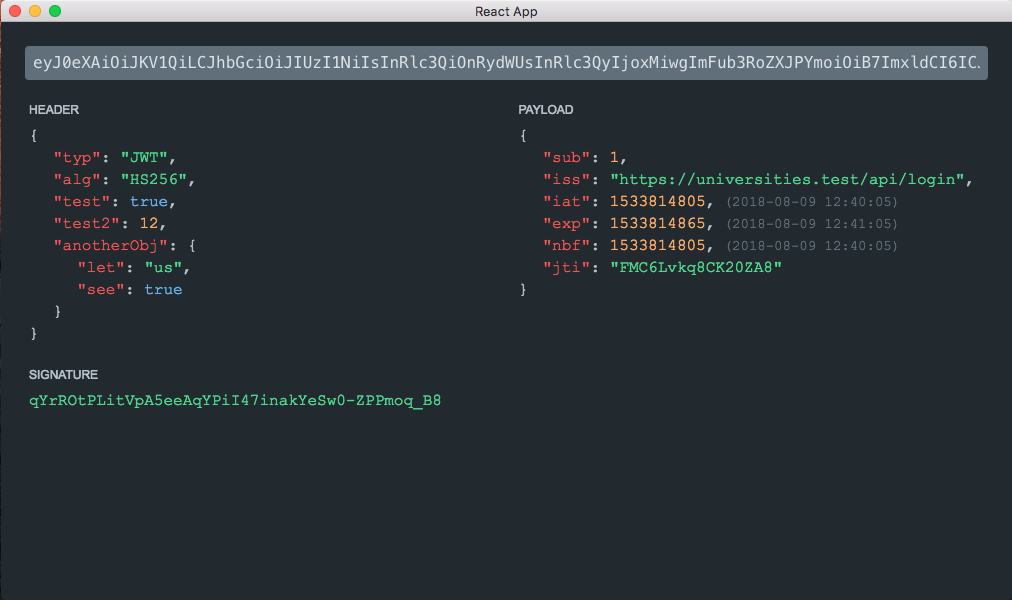 React App
eyJ0eXAiOiJKV1QiLCJhbGciOiJIUzI1NiIsInRlc3QiOnRydWUsInRlc3QyIjoxMiwgImFub3RoZXJPYmoiOiB7ImxldCI6IC.
HEADER
{
"typ": "JWT",
"alg": "HS256",
"test": true,
"test2": 12,
"anotherObj": {
"let": "us",
"see": true
}
}
PAYLOAD
{
"sub": 1,
"iss": "https://universities.test/api/login",
"iat": 1533814805, (2018-08-09 12:40:05)
"exp": 1533814865, (2018-08-09 12:41:05)
"nbf": 1533814805, (2018-08-09 12:40:05)
"jti": "FMC6Lvkq8CK20ZA8"
}
SIGNATURE
qYrROtPLitVpA5eeAqYPiI47inakYeSw0-ZPPmoq_B8